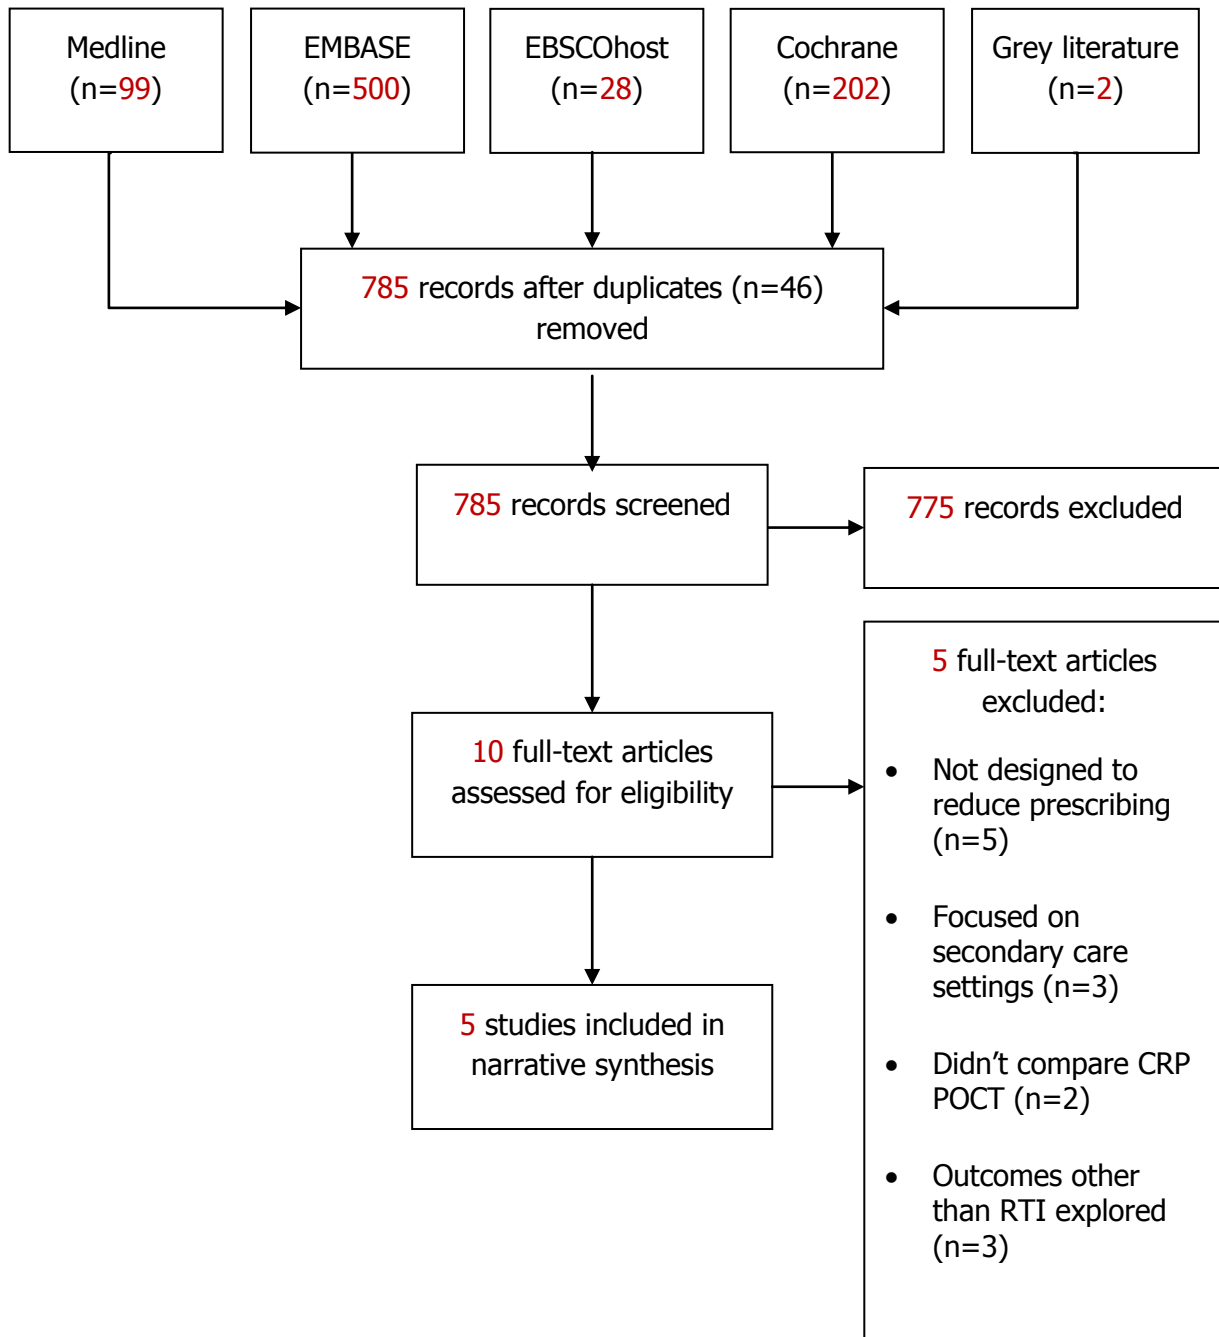 Medline
(n=99)
EMBASE
(n=500)
EBSCOhost
(n=28)
Cochrane
(n=202)
Grey literature
(n=2)
785 records after duplicates (n=46)
removed
785 records screened
775 records excluded
10 full-text articles
assessed for eligibility
5 full-text articles
excluded:
• Not designed to
reduce prescribing
(n=5)
• Focused on
secondary care
settings (n=3)
• Didn’t compare CRP
POCT (n=2)
• Outcomes other
than RTI explored
(n=3)
5 studies included in
narrative synthesis